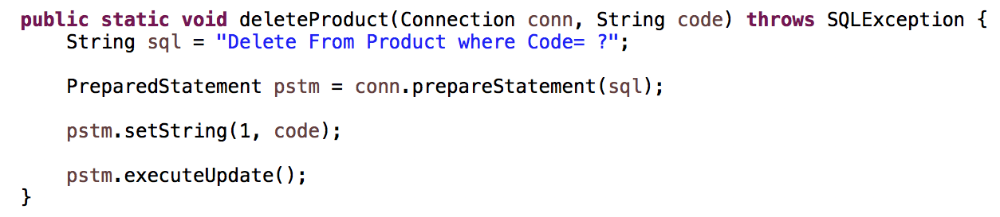 public static void deleteProduct(Connection conn, String code) throws SQLException {
    String sql = "Delete From Product where Code= ?";
    PreparedStatement pstm = conn.prepareStatement(sql);
    pstm.setString(1, code);
    pstm.executeUpdate();
}